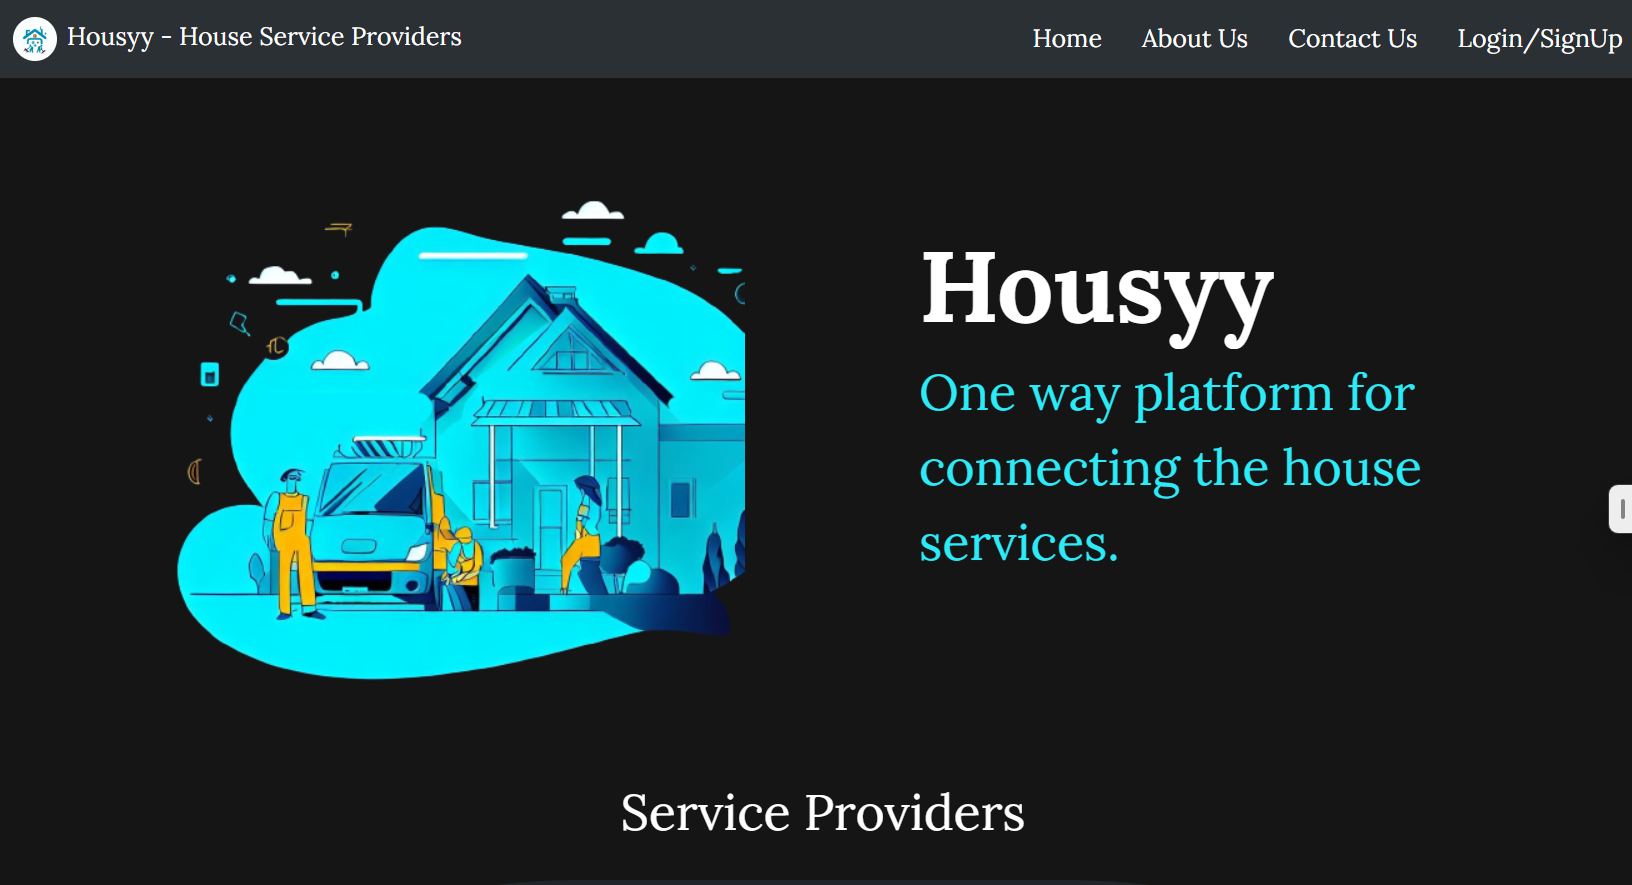 Housyy - House Service Providers
Home About Us Contact Us Login/SignUp
Housyy
One way platform for
connecting the house
services.
Service Providers